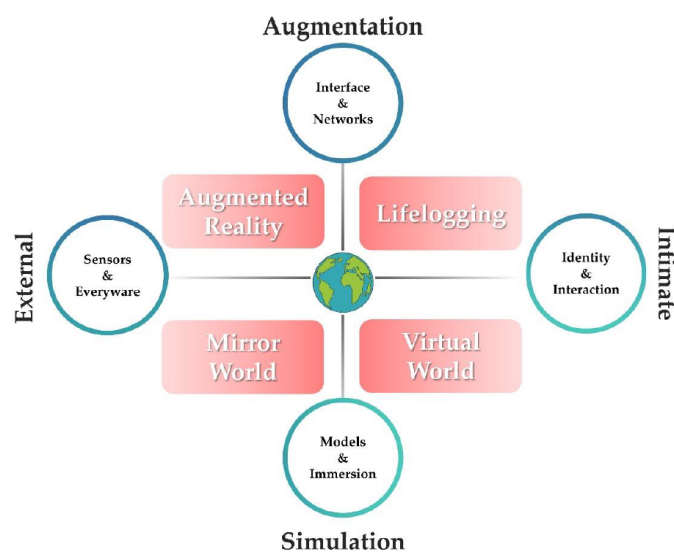 Augmentation
Interface
&
Networks
Augmented
Reality
Lifelogging
External
Sensors
&
Everyware
Identity
&
Interaction
Intimate
Mirror
World
Virtual
World
Models
&
Immersion
Simulation